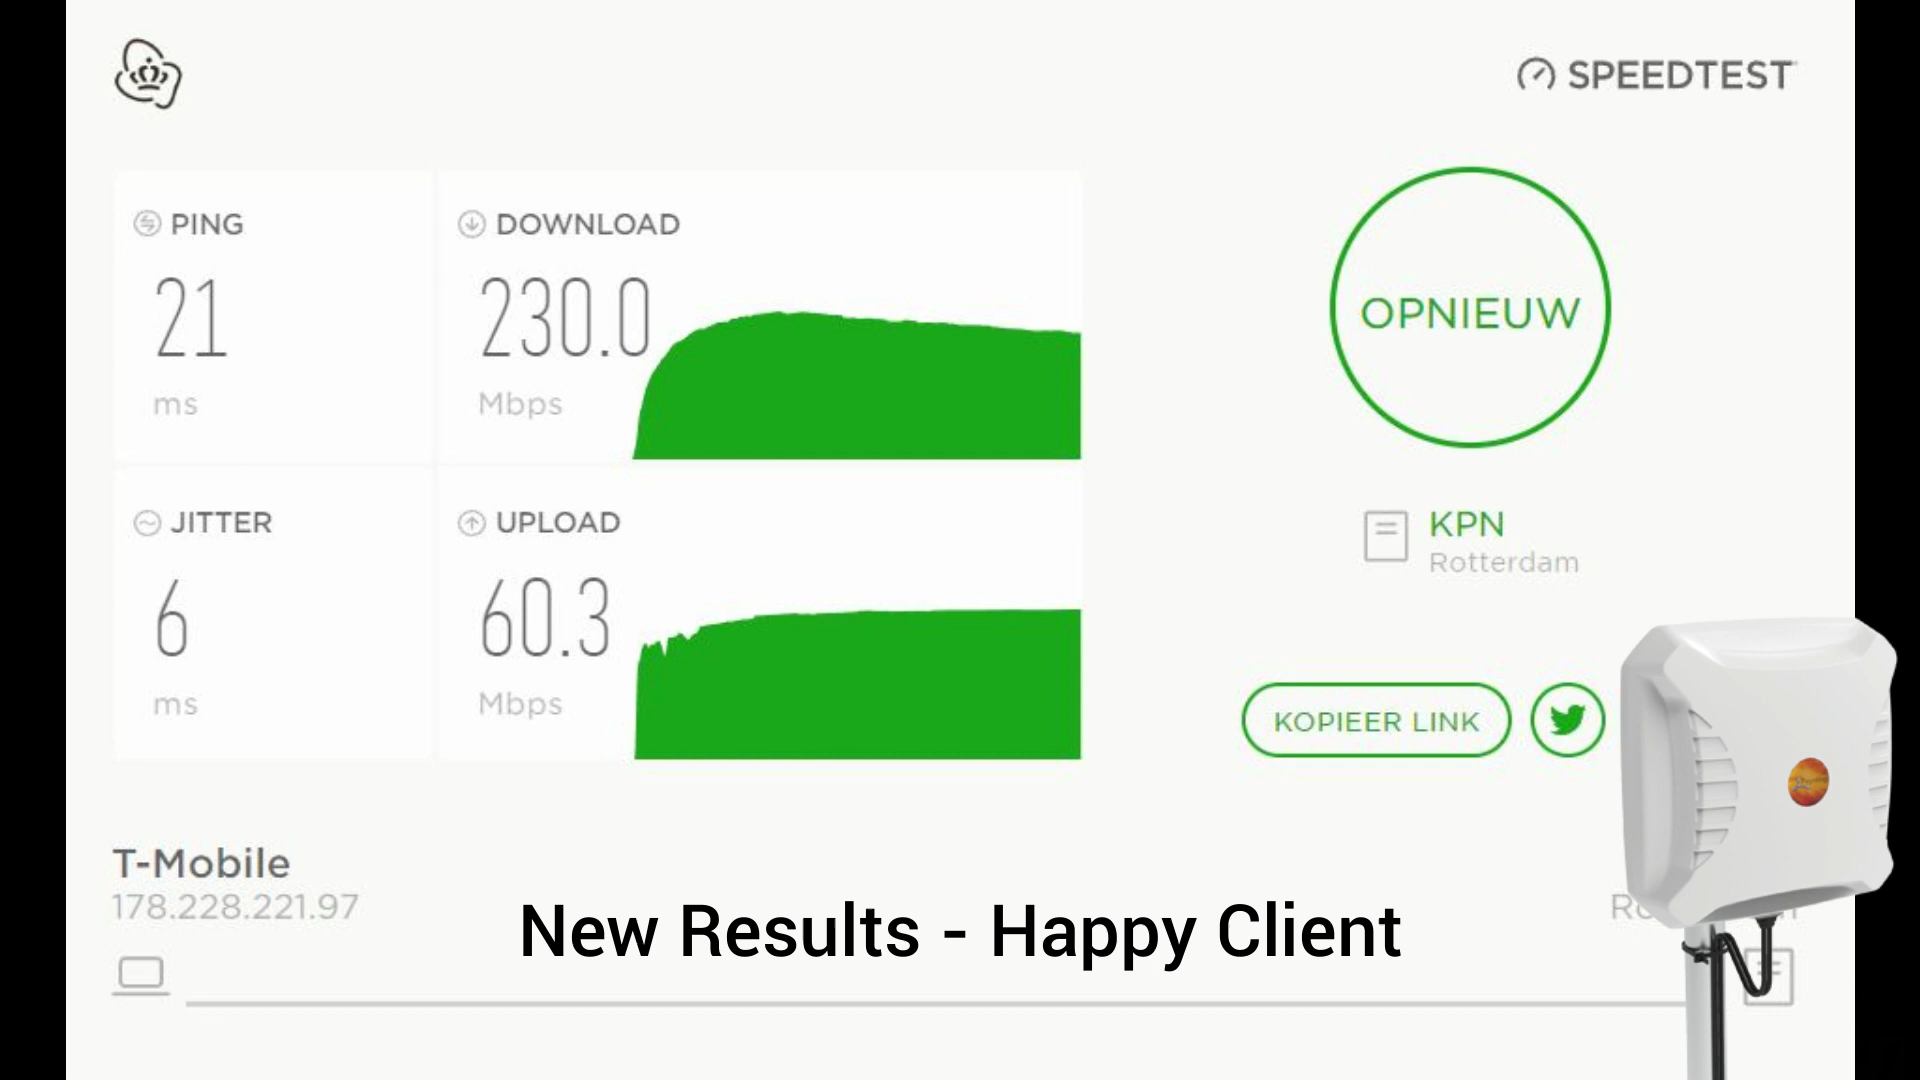 SPEEDTEST
PING
21
ms
DOWNLOAD
230.0
Mbps
OPNIEUW
JITTER
6
ms
UPLOAD
60.3
Mbps
KPN
Rotterdam
KOPIEER LINK
T-Mobile
178.228.221.97
New Results - Happy Client